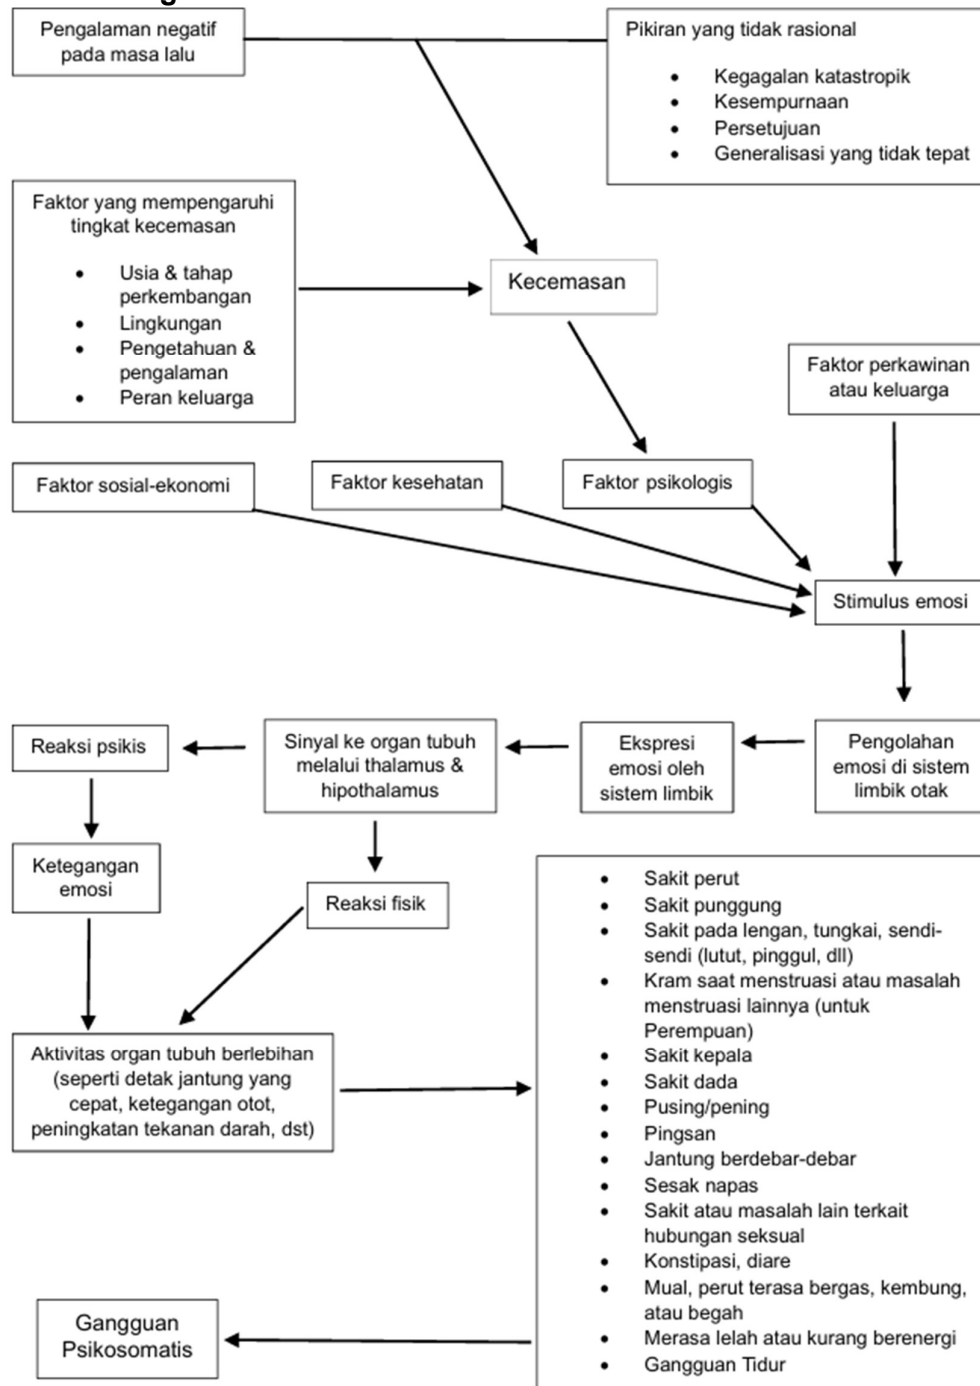 Pengalaman negatif
pada masa lalu
Pikiran yang tidak rasional
• Kegagalan katastropik
• Kesempurnaan
• Persetujuan
• Generalisasi yang tidak tepat
Faktor yang mempengaruhi
tingkat kecemasan
• Usia & tahap
perkembangan
• Lingkungan
• Pengetahuan &
pengalaman
• Peran keluarga
Kecemasan
Faktor perkawinan
atau keluarga
Faktor sosial-ekonomi
Faktor kesehatan
Faktor psikologis
Stimulus emosi
Reaksi psikis
Sinyal ke organ tubuh
melalui thalamus &
hipothalamus
Ekspresi
emosi oleh
sistem limbik
Pengolahan
emosi di sistem
limbik otak
Ketegangan
emosi
Reaksi fisik
Aktivitas organ tubuh berlebihan
(seperti detak jantung yang
cepat, ketegangan otot,
peningkatan tekanan darah, dst)
• Sakit perut
• Sakit punggung
• Sakit pada lengan, tungkai, sendi-
sendi (lutut, pinggul, dll)
• Kram saat menstruasi atau masalah
menstruasi lainnya (untuk
Perempuan)
• Sakit kepala
• Sakit dada
• Pusing/pening
• Pingsan
• Jantung berdebar-debar
• Sesak napas
• Sakit atau masalah lain terkait
hubungan seksual
• Konstipasi, diare
• Mual, perut terasa bergas, kembung,
atau begah
• Merasa lelah atau kurang berenergi
• Gangguan Tidur
Gangguan
Psikosomatis